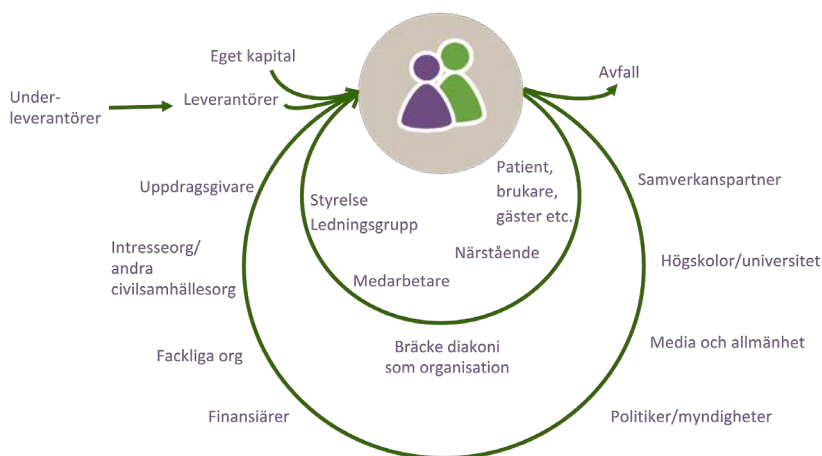 Eget kapital
Avfall
Under-
leverantörer
Leverantörer
Uppdragsgivare
Styrelse
Ledningsgrupp
Patient,
brukare,
gäster etc.
Samverkanspartner
Intresseorg/
andra
civilsamhällesorg
Medarbetare
Närstående
Högskolor/universitet
Fackliga org
Bräcke diakoni
som organisation
Media och allmänhet
Finansiärer
Politiker/myndigheter